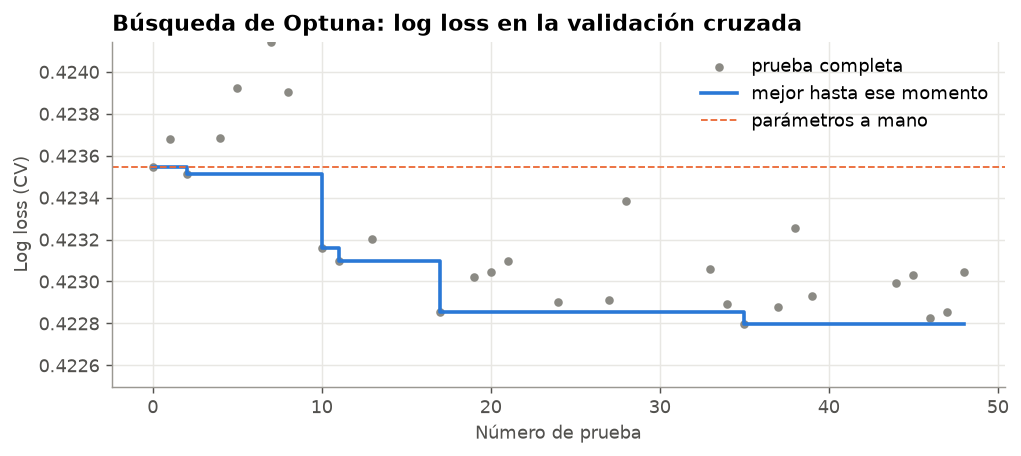 Búsqueda de Optuna: log loss en la validación cruzada
prueba completa
mejor hasta ese momento
parámetros a mano
Log loss (CV)
0.4240
0.4238
0.4236
0.4234
0.4232
0.4230
0.4228
0.4226
0 10 20 30 40 50
Número de prueba